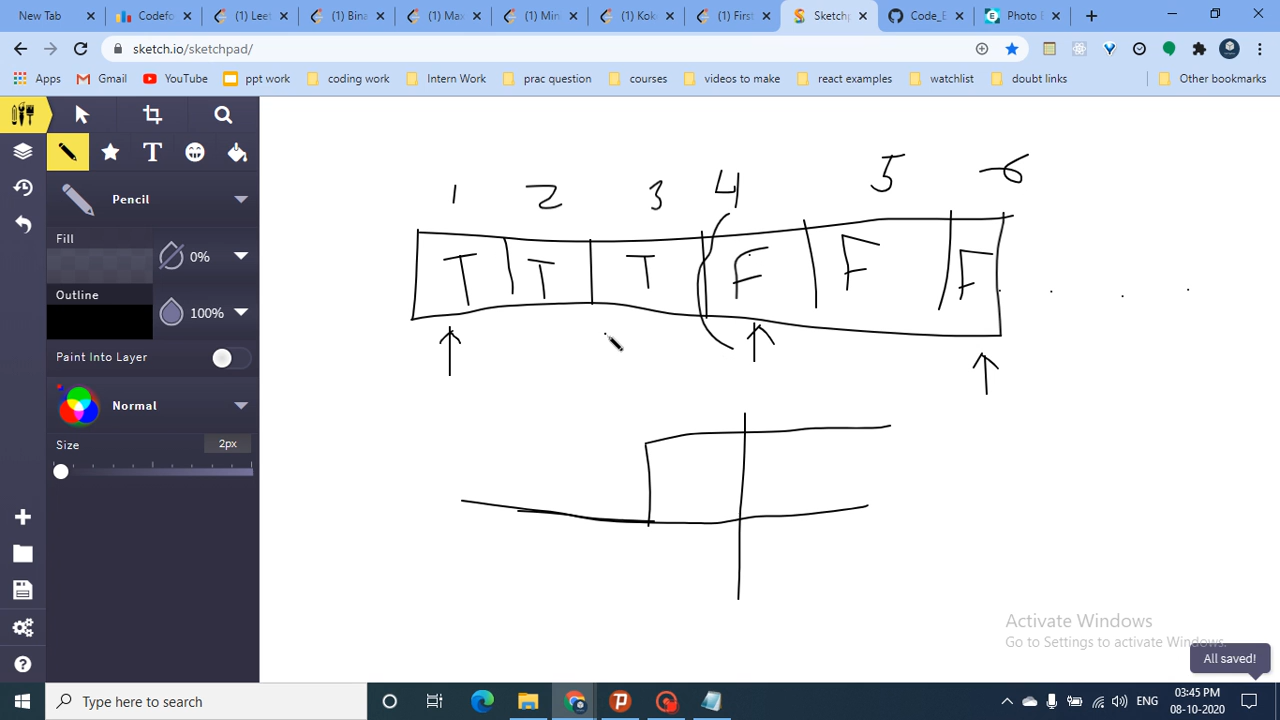 New Tab
Codefo
(1) Leet
(1) Bina
(1) Max
(1) Mini
(1) Koko
(1) First
Sketchp
Code_E
Photo E
sketch.io/sketchpad/
Apps
Gmail
YouTube
ppt work
coding work
Intern Work
prac question
courses
videos to make
react examples
watchlist
doubt links
Other bookmarks
Pencil
Fill
0%
Outline
100%
Paint Into Layer
Normal
Size
2px
1 2 3 4 5 6
T T T F F F
Activate Windows
Go to Settings to activate Windows.
All saved!
Type here to search
ENG
03:45 PM
08-10-2020